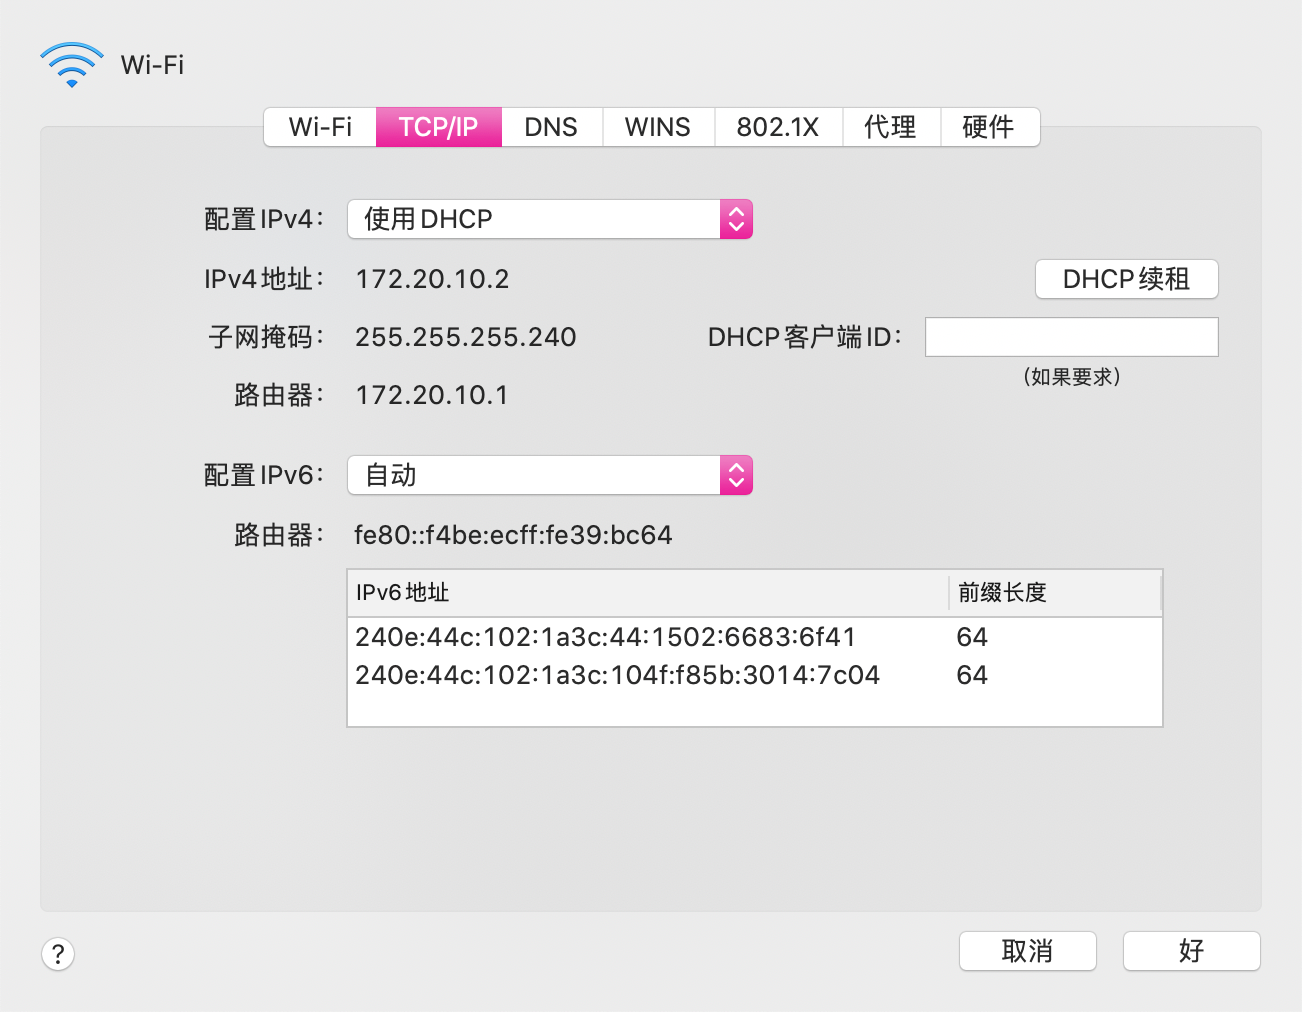 Wi-Fi
Wi-Fi TCP/IP DNS WINS 802.1X 代理 硬件
配置 IPv4： 使用 DHCP
IPv4 地址： 172.20.10.2 DHCP 续租
子网掩码： 255.255.255.240 DHCP 客户端 ID：
（如果要求）
路由器： 172.20.10.1
配置 IPv6： 自动
路由器： fe80::f4be:ecff:fe39:bc64
IPv6 地址 前缀长度
240e:44c:102:1a3c:44:1502:6683:6f41 64
240e:44c:102:1a3c:104f:f85b:3014:7c04 64
? 取消 好